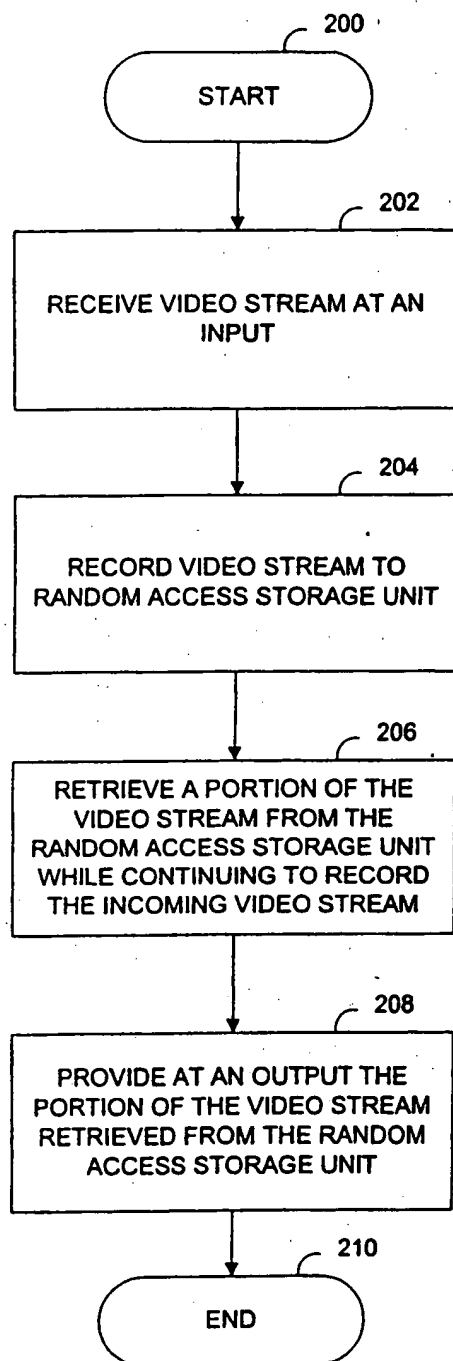 200
START
202
RECEIVE VIDEO STREAM AT AN
INPUT
204
RECORD VIDEO STREAM TO
RANDOM ACCESS STORAGE UNIT
206
RETRIEVE A PORTION OF THE
VIDEO STREAM FROM THE
RANDOM ACCESS STORAGE UNIT
WHILE CONTINUING TO RECORD
THE INCOMING VIDEO STREAM
208
PROVIDE AT AN OUTPUT THE
PORTION OF THE VIDEO STREAM
RETRIEVED FROM THE RANDOM
ACCESS STORAGE UNIT
210
END